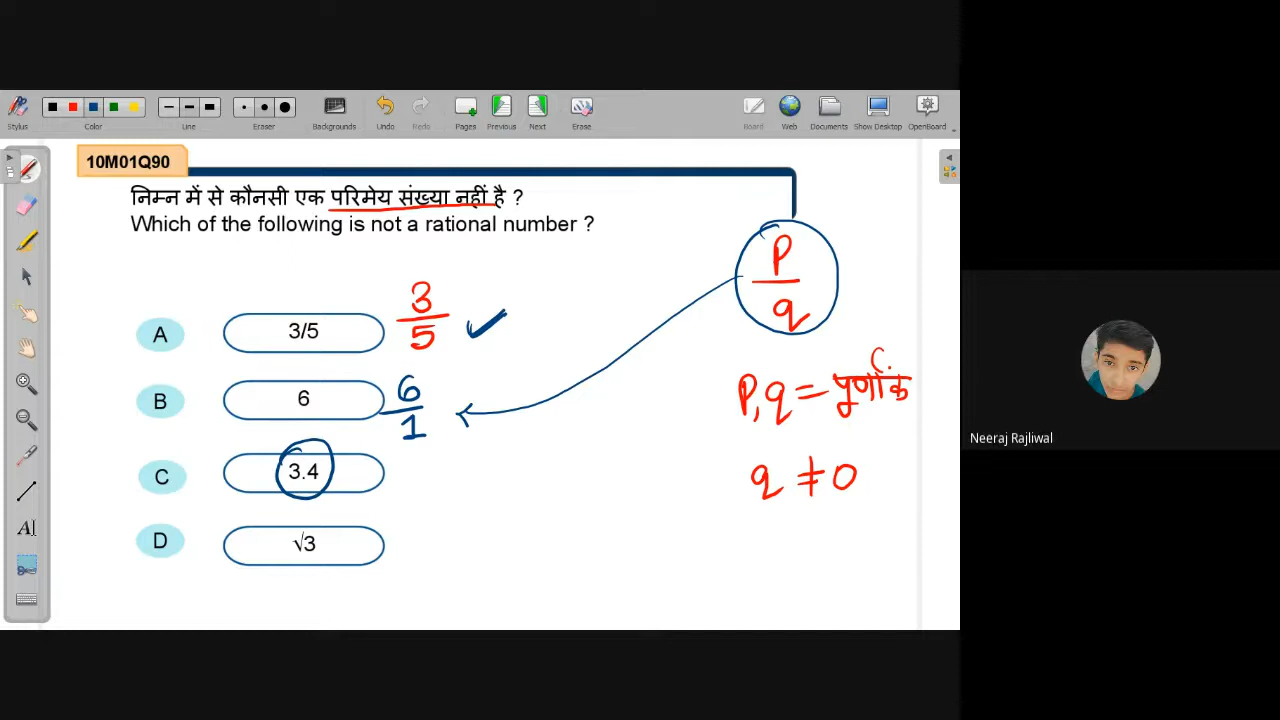 Stylus
Color
Line
Eraser
Backgrounds
Undo
Redo
Pages
Previous
Next
Erase
Board
Web
Documents
Show Desktop
OpenBoard
10M01Q90
निम्न में से कौनसी एक परिमेय संख्या नहीं है ?
Which of the following is not a rational number ?
P
q
A 3/5 3/5
B 6 6/1
C 3.4
D √3
P, q = पूर्णांक
q ≠ 0
Neeraj Rajliwal